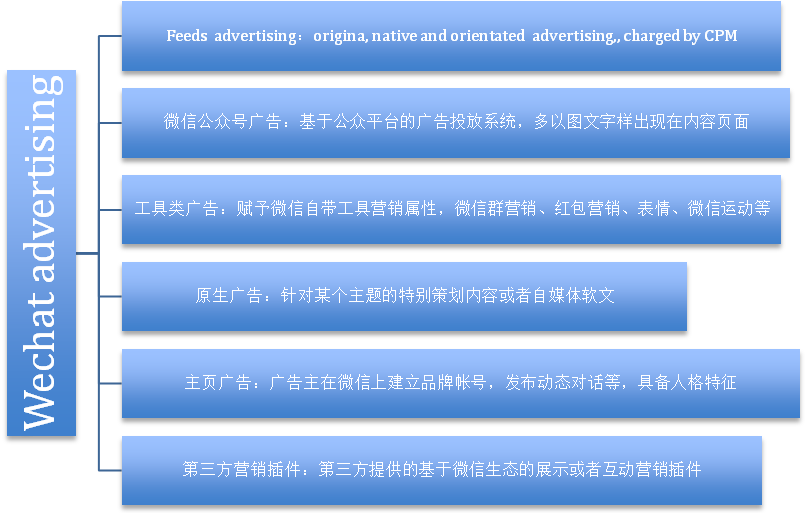 Wechat advertising
Feeds advertising：origina, native and orientated advertising,, charged by CPM
微信公众号广告：基于公众平台的广告投放系统，多以图文字样出现在内容页面
工具类广告：赋予微信自带工具营销属性，微信群营销、红包营销、表情、微信运动等
原生广告：针对某个主题的特别策划内容或者自媒体软文
主页广告：广告主在微信上建立品牌帐号，发布动态对话等，具备人格特征
第三方营销插件：第三方提供的基于微信生态的展示或者互动营销插件